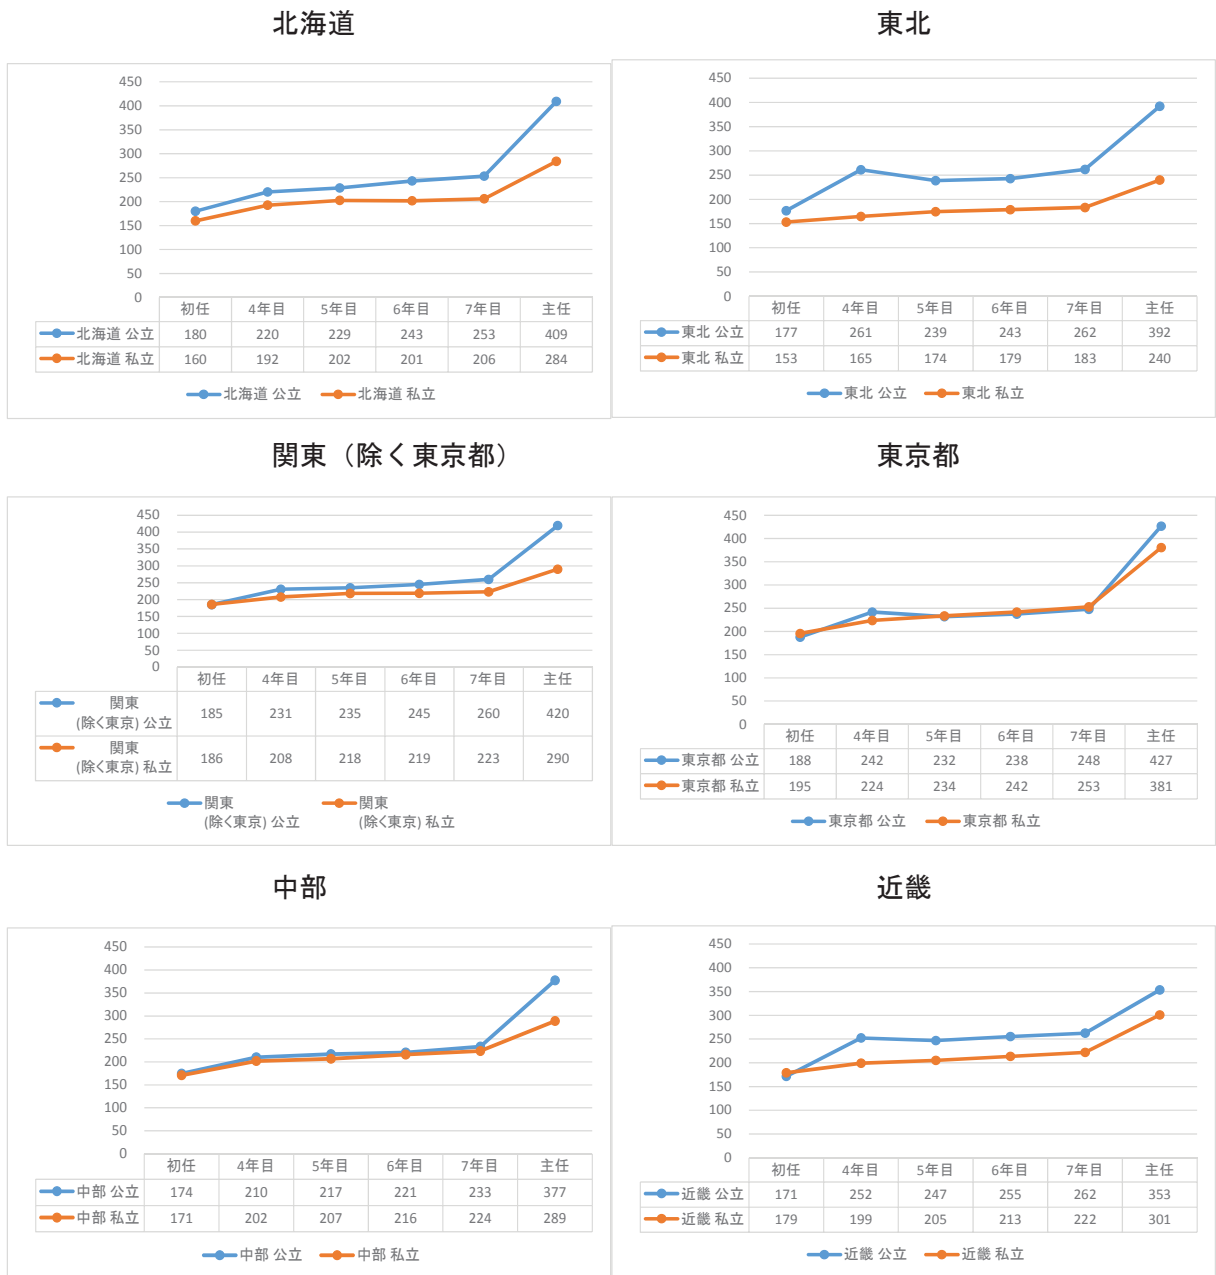 北海道
450
400
350
300
250
200
150
100
50
0
初任 4年目 5年目 6年目 7年目 主任
北海道 公立 180 220 229 243 253 409
北海道 私立 160 192 202 201 206 284
北海道 公立 北海道 私立
東北
450
400
350
300
250
200
150
100
50
0
初任 4年目 5年目 6年目 7年目 主任
東北 公立 177 261 239 243 262 392
東北 私立 153 165 174 179 183 240
東北 公立 東北 私立
関東（除く東京都）
450
400
350
300
250
200
150
100
50
0
初任 4年目 5年目 6年目 7年目 主任
関東
(除く東京) 公立 185 231 235 245 260 420
関東
(除く東京) 私立 186 208 218 219 223 290
関東 関東
(除く東京) 公立 (除く東京) 私立
東京都
450
400
350
300
250
200
150
100
50
0
初任 4年目 5年目 6年目 7年目 主任
東京都 公立 188 242 232 238 248 427
東京都 私立 195 224 234 242 253 381
東京都 公立 東京都 私立
中部
450
400
350
300
250
200
150
100
50
0
初任 4年目 5年目 6年目 7年目 主任
中部 公立 174 210 217 221 233 377
中部 私立 171 202 207 216 224 289
中部 公立 中部 私立
近畿
450
400
350
300
250
200
150
100
50
0
初任 4年目 5年目 6年目 7年目 主任
近畿 公立 171 252 247 255 262 353
近畿 私立 179 199 205 213 222 301
近畿 公立 近畿 私立